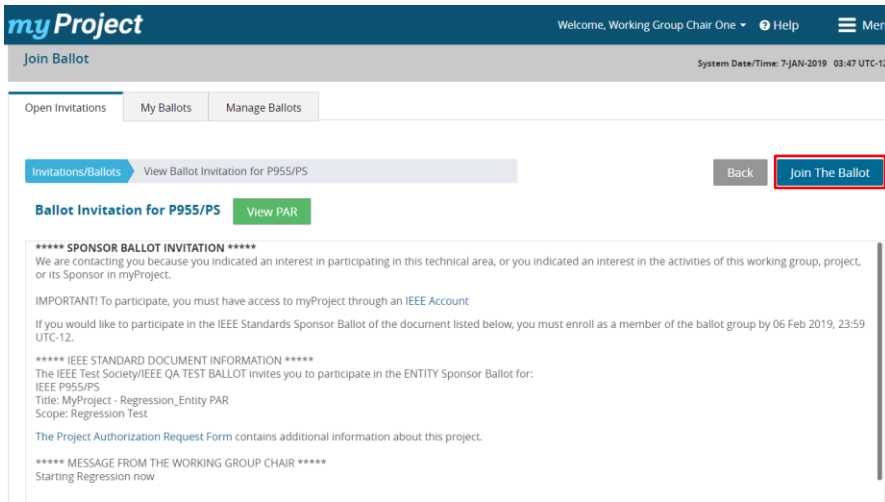 myProject
Welcome, Working Group Chair One
Help
Men
Join Ballot
System Date/Time: 7-JAN-2019 03:47 UTC-12
Open Invitations
My Ballots
Manage Ballots
Invitations/Ballots
View Ballot Invitation for P955/PS
Back
Join The Ballot
Ballot Invitation for P955/PS
View PAR
***** SPONSOR BALLOT INVITATION *****
We are contacting you because you indicated an interest in participating in this technical area, or you indicated an interest in the activities of this working group, project,
or its Sponsor in myProject.
IMPORTANT! To participate, you must have access to myProject through an IEEE Account
If you would like to participate in the IEEE Standards Sponsor Ballot of the document listed below, you must enroll as a member of the ballot group by 06 Feb 2019, 23:59
UTC-12.
***** IEEE STANDARD DOCUMENT INFORMATION *****
The IEEE Test Society/IEEE QA TEST BALLOT invites you to participate in the ENTITY Sponsor Ballot for:
IEEE P955/PS
Title: MyProject - Regression_Entity PAR
Scope: Regression Test
The Project Authorization Request Form contains additional information about this project.
***** MESSAGE FROM THE WORKING GROUP CHAIR *****
Starting Regression now